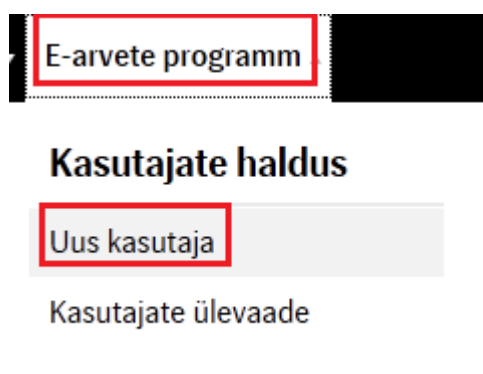 E-arvete programm
Kasutajate haldus
Uus kasutaja
Kasutajate ülevaade